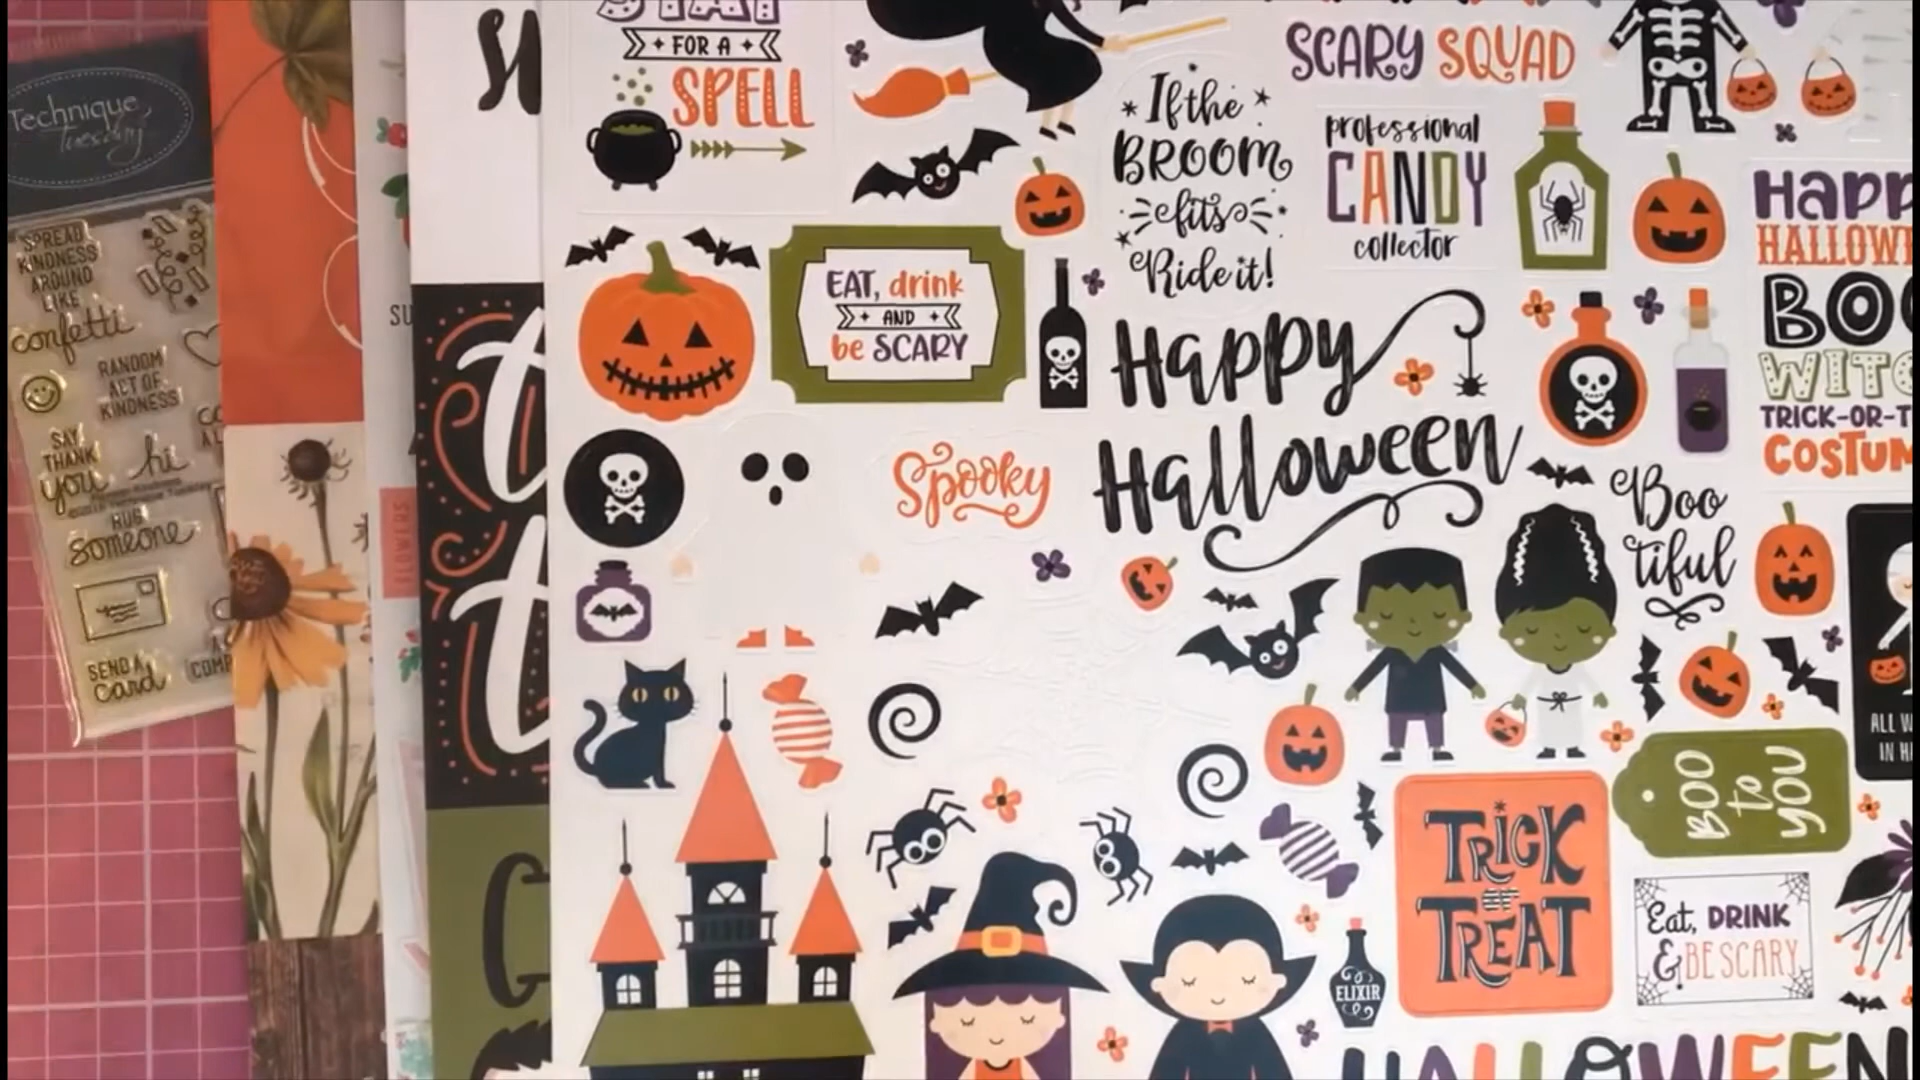 Technique
Tuesday
SPREAD
KINDNESS
AROUND
LIKE
confetti
RANDOM
ACT OF
KINDNESS
SAY
THANK
you
hi
HUG
someone
SEND A
card
FLOWERS
STAY
FOR A
SPELL
If the
BROOM
fits
Ride it!
SCARY SQUAD
professional
CANDY
collector
EAT, drink
AND
be SCARY
Happy
Halloween
Spooky
BOO
TRICK-OR-T
COSTUM
Boo
tiful
BOO
to
YOU
TRICK
or
TREAT
Eat, DRINK
& BE SCARY
ELIXIR
ALL W
IN H
HALLOWEEN